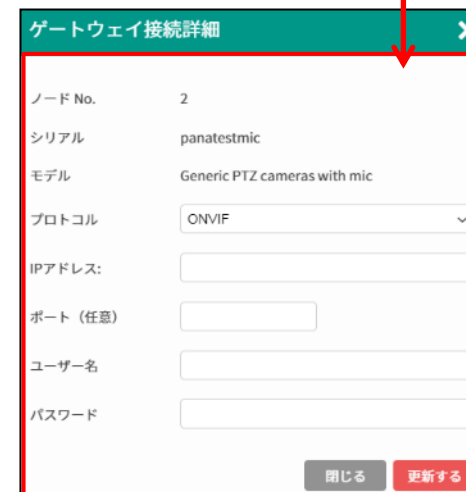 ゲートウェイ接続詳細
ノード No. 2
シリアル panatestmic
モデル Generic PTZ cameras with mic
プロトコル ONVIF
IPアドレス:
ポート（任意）
ユーザー名
パスワード
閉じる 更新する